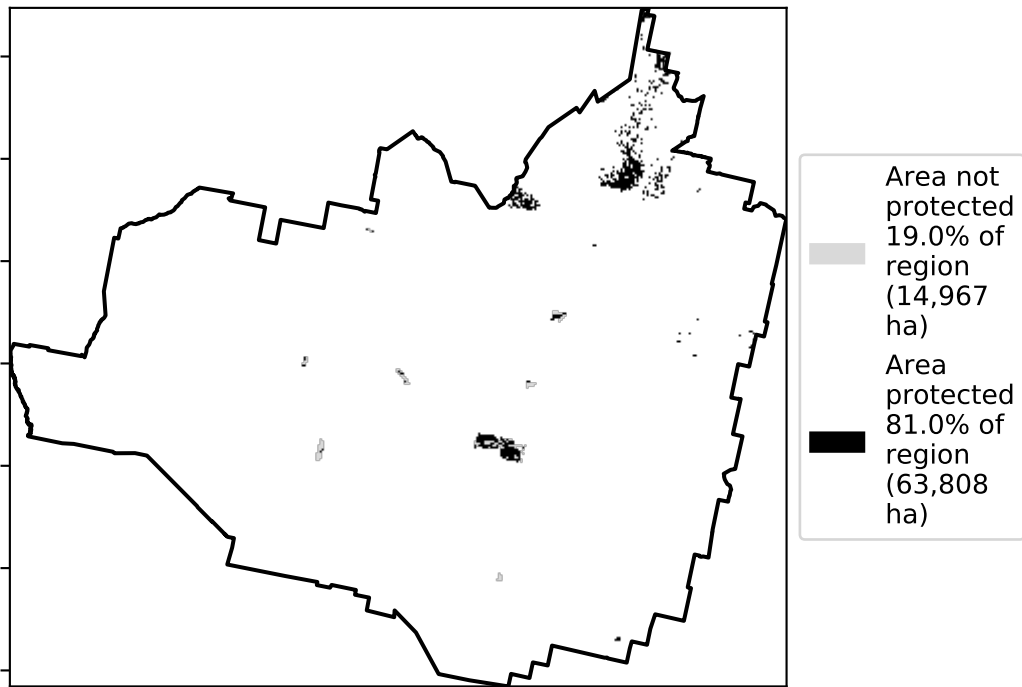 Area not
protected
19.0% of
region
(14,967
ha)
Area
protected
81.0% of
region
(63,808
ha)